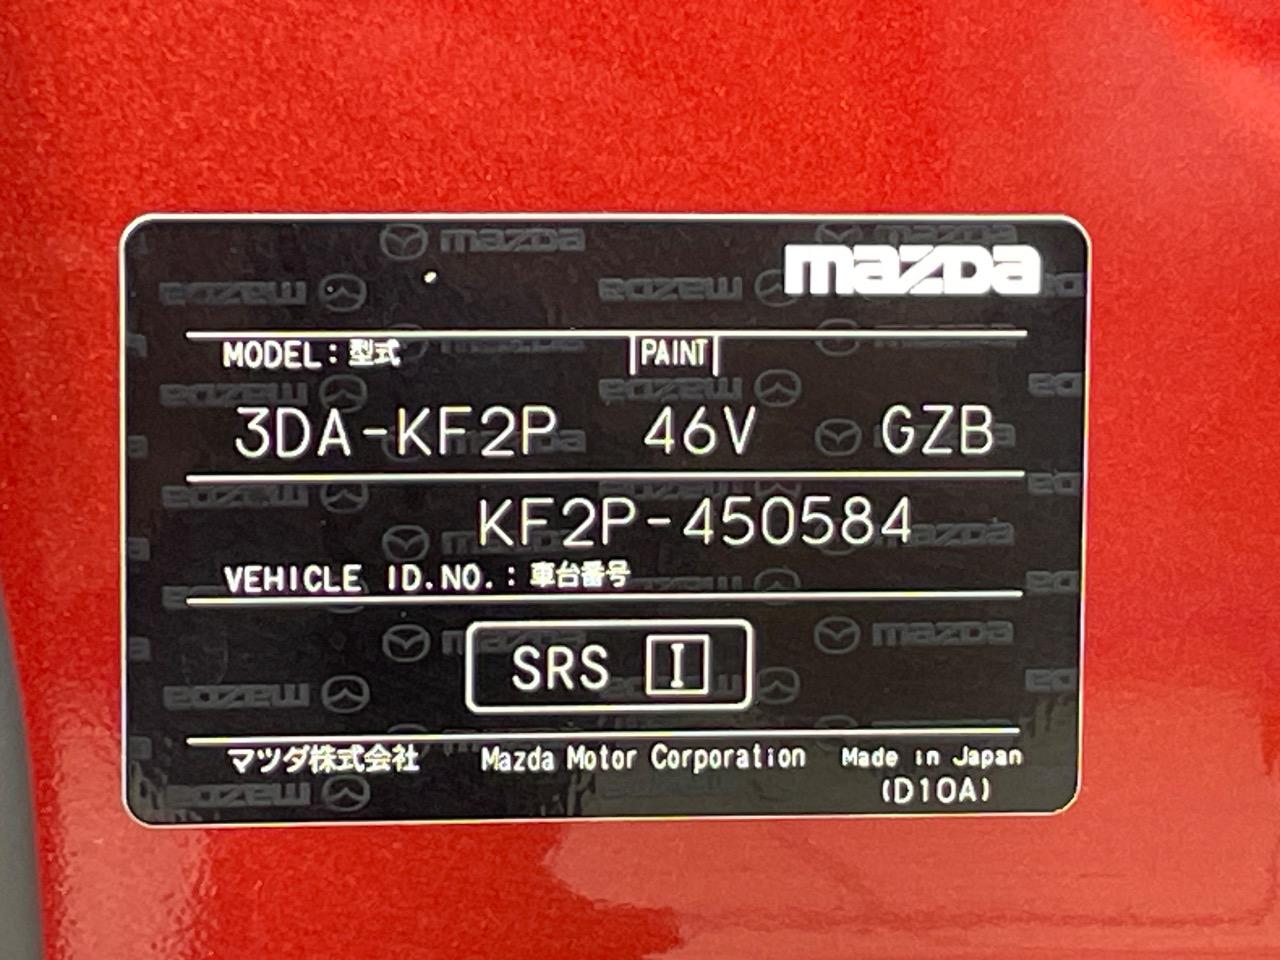 mazda
MODEL:型式 PAINT
3DA-KF2P 46V GZB
KF2P-450584
VEHICLE ID.NO.:車台番号
SRS I
マツダ株式会社 Mazda Motor Corporation Made in Japan
(D10A)